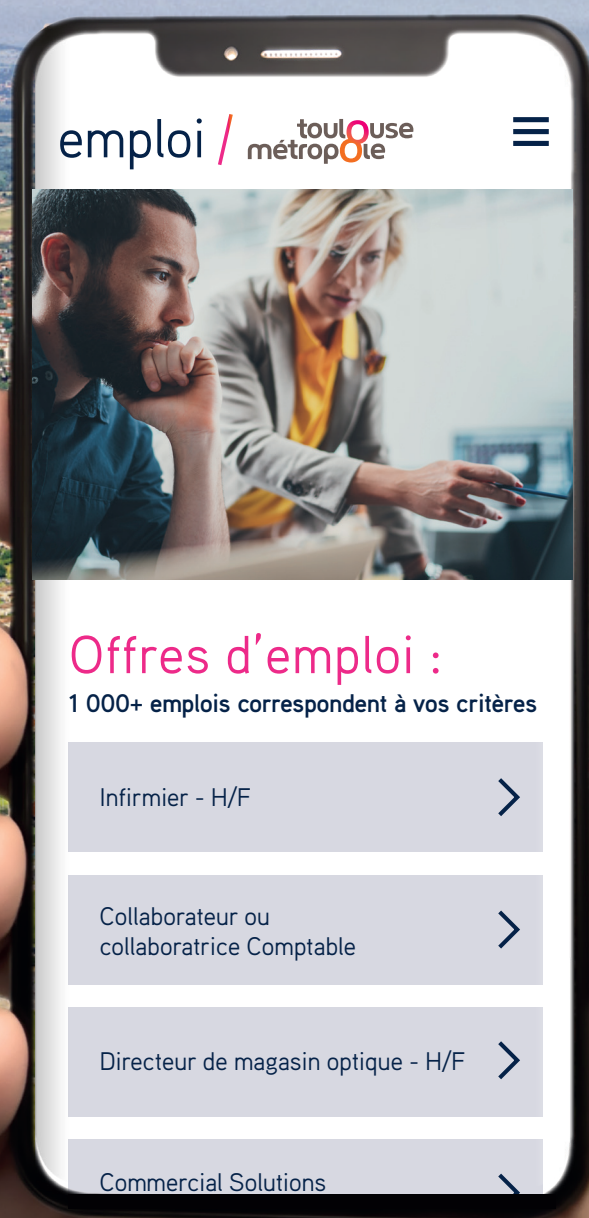 emploi / toulouse
métropole
Offres d’emploi :
1 000+ emplois correspondent à vos critères
Infirmier - H/F
Collaborateur ou
collaboratrice Comptable
Directeur de magasin optique - H/F
Commercial Solutions